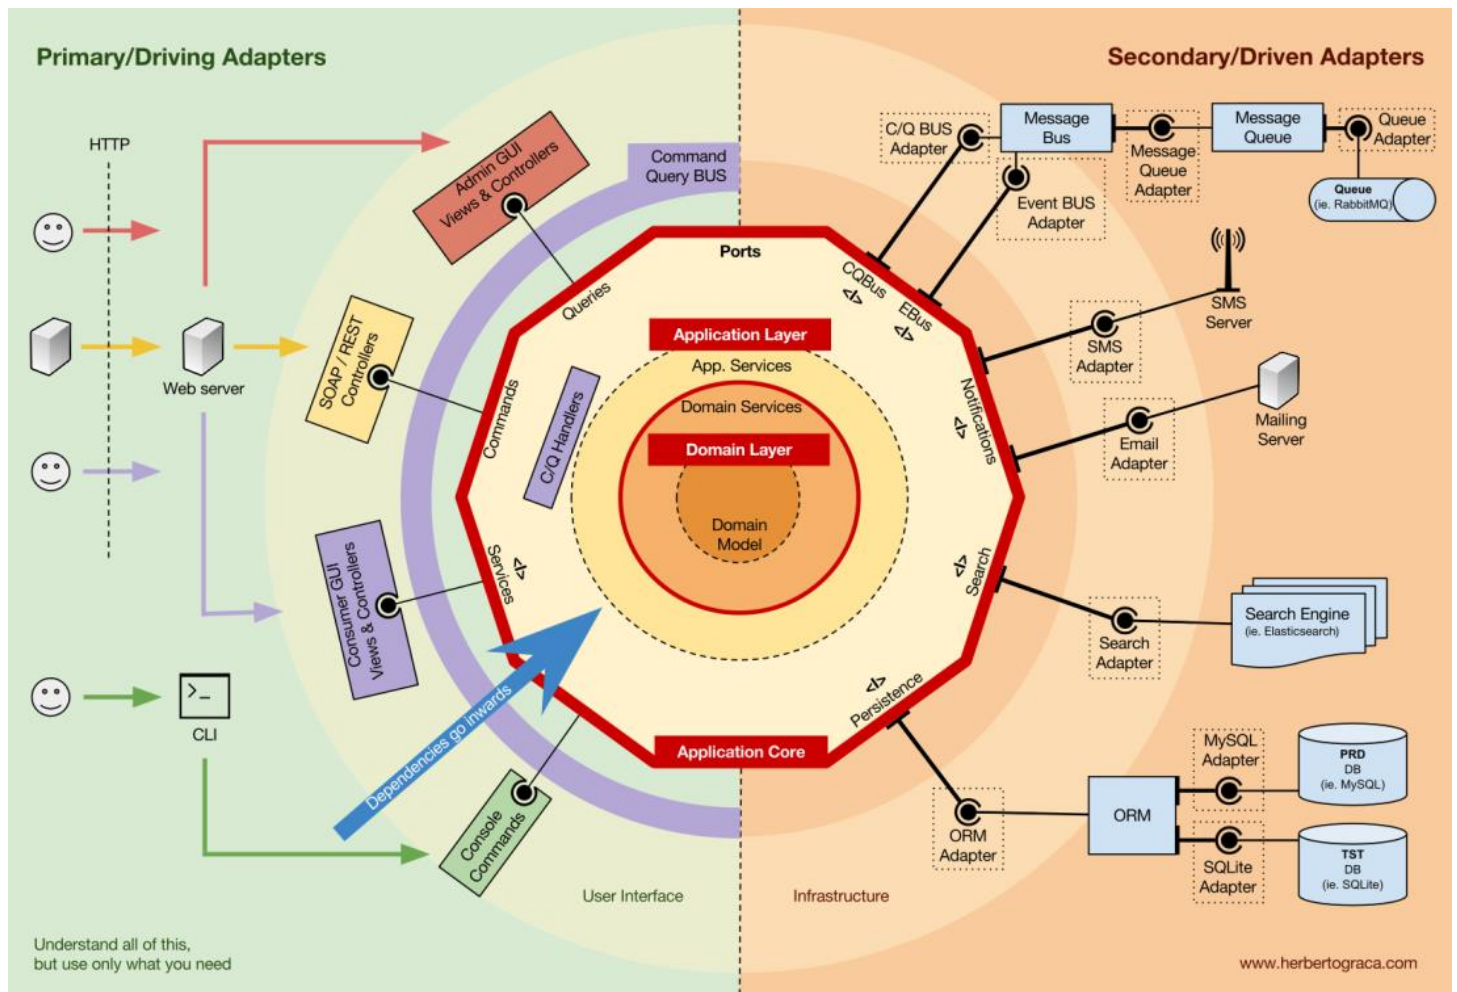 Primary/Driving Adapters
Secondary/Driven Adapters
HTTP
Admin GUI
Views & Controllers
Command
Query BUS
C/Q BUS
Adapter
Message
Bus
Message
Queue
Adapter
Message
Queue
Queue
Adapter
Queue
(ie. RabbitMQ)
Event BUS
Adapter
Ports
Queries
CQBus
</>
EBus
</>
SMS
Server
SMS
Adapter
Application Layer
App. Services
Domain Services
Domain Layer
Domain
Model
SOAP / REST
Controllers
Web server
Commands
C/Q Handlers
Notifications
</>
Email
Adapter
Mailing
Server
Consumer GUI
Views & Controllers
Services
</>
Search
</>
Search
Adapter
Search Engine
(ie. Elasticsearch)
>_
CLI
Dependencies go inwards
Persistence
</>
Application Core
Console
Commands
ORM
Adapter
ORM
MySQL
Adapter
PRD
DB
(ie. MySQL)
SQLite
Adapter
TST
DB
(ie. SQLite)
User Interface
Infrastructure
Understand all of this,
but use only what you need
www.herbertograca.com